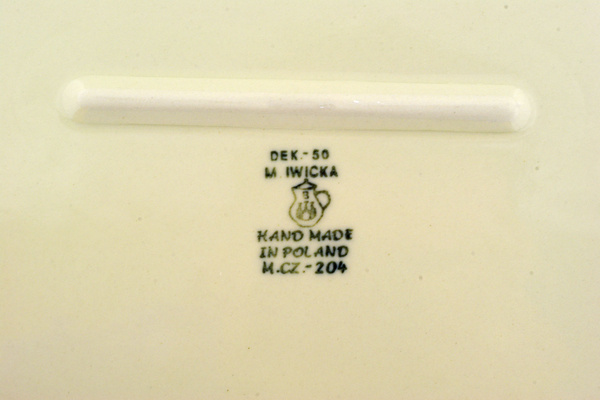 DEK.-50
M. IWICKA
B
HAND MADE
IN POLAND
M.CZ.-204